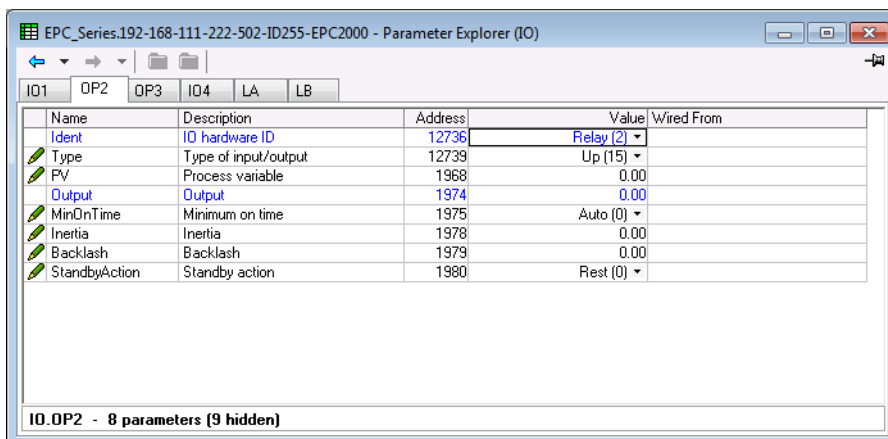 EPC_Series.192-168-111-222-502-ID255-EPC2000 - Parameter Explorer (IO)
IO1 OP2 OP3 IO4 LA LB
Name Description Address Value Wired From
Ident IO hardware ID 12736 Relay (2)
Type Type of input/output 12739 Up (15)
PV Process variable 1968 0.00
Output Output 1974 0.00
MinOnTime Minimum on time 1975 Auto (0)
Inertia Inertia 1978 0.00
Backlash Backlash 1979 0.00
StandbyAction Standby action 1980 Rest (0)
IO.OP2 - 8 parameters (9 hidden)